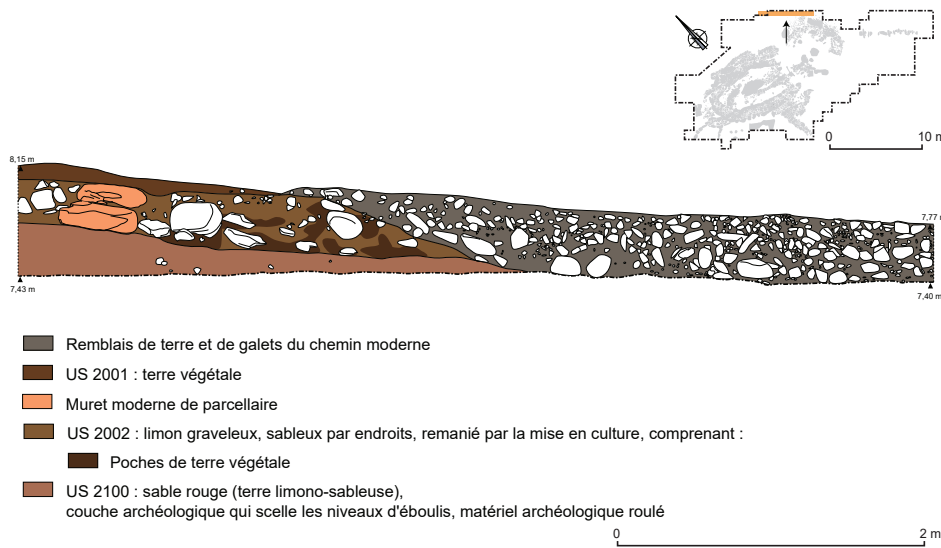 0 10 m
8,15 m
7,77 m
7,43 m
7,40 m
Remblais de terre et de galets du chemin moderne
US 2001 : terre végétale
Muret moderne de parcellaire
US 2002 : limon graveleux, sableux par endroits, remanié par la mise en culture, comprenant :
Poches de terre végétale
US 2100 : sable rouge (terre limono-sableuse),
couche archéologique qui scelle les niveaux d'éboulis, matériel archéologique roulé
0 2 m